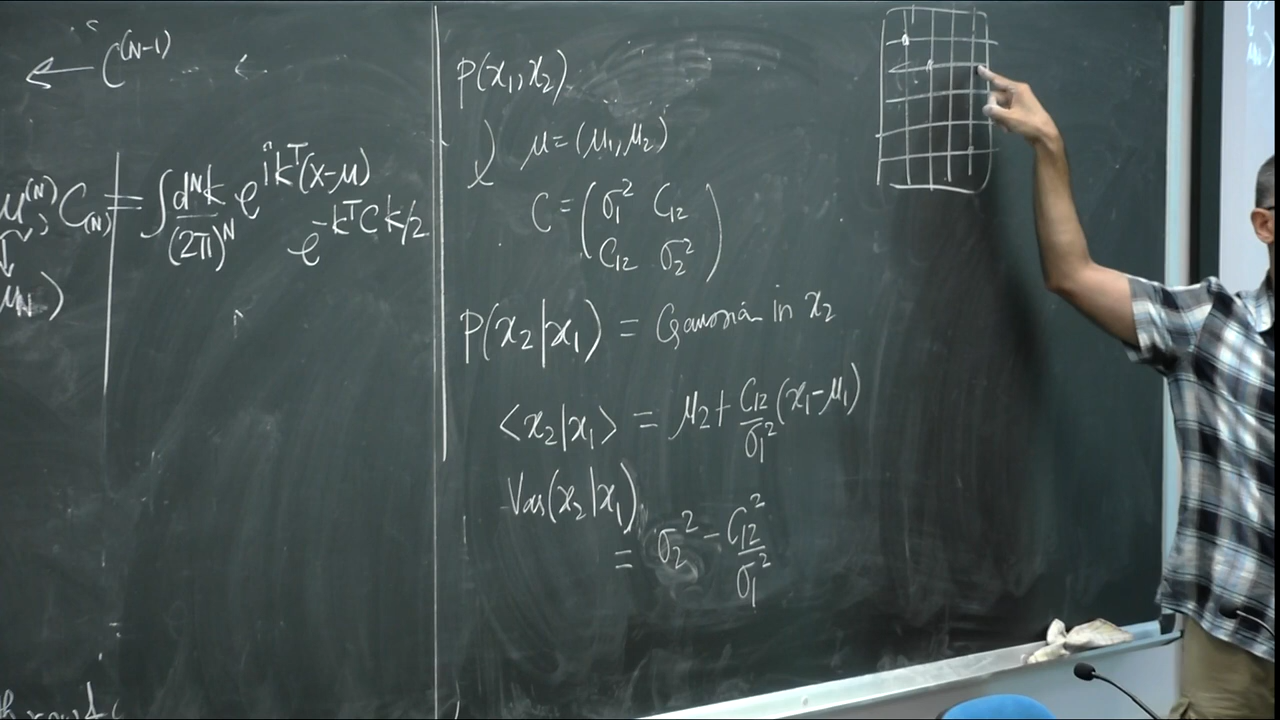 ← C^(N-1) ←
μ^(N), C_(N) = ∫ d^N k / (2π)^N e^{i k^T (x-μ)}
e^{-k^T C k/2}
μ_N)
p(x₁, x₂)
μ = (μ₁, μ₂)
C = ( σ₁² C₁₂
C₁₂ σ₂² )
p(x₂|x₁) = Gaussian in x₂
<x₂|x₁> = μ₂ + C₁₂/σ₁² (x₁-μ₁)
Var(x₂|x₁)
= σ₂² - C₁₂²/σ₁²